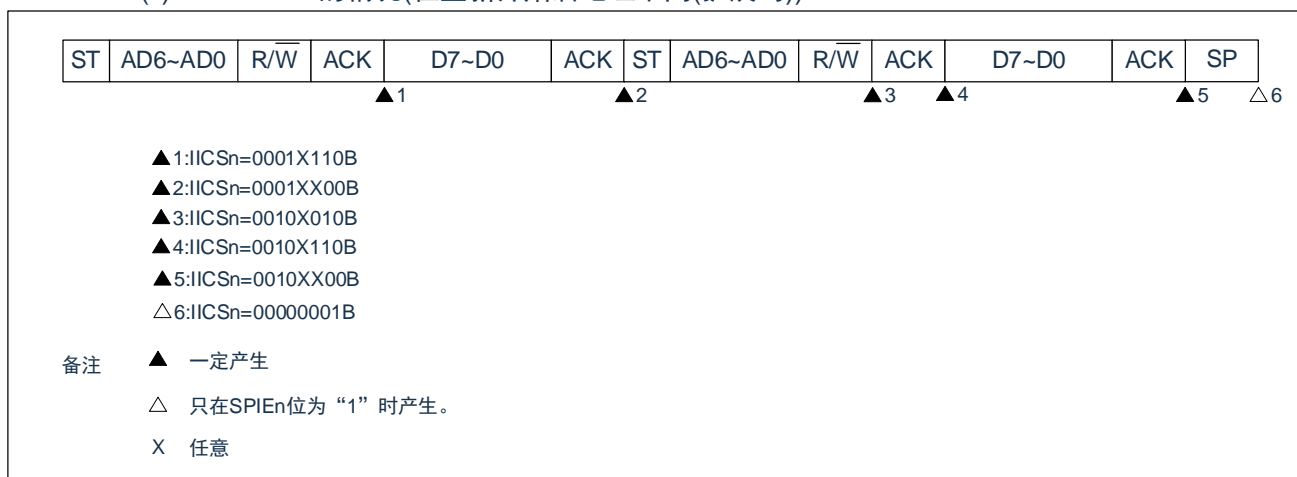 ST AD6~AD0 R/W ACK D7~D0 ACK ST AD6~AD0 R/W ACK D7~D0 ACK SP
▲1 ▲2 ▲3 ▲4 ▲5 △6
▲1:IICSn=0001X110B
▲2:IICSn=0001XX00B
▲3:IICSn=0010X010B
▲4:IICSn=0010X110B
▲5:IICSn=0010XX00B
△6:IICSn=00000001B
备注 ▲ 一定产生
△ 只在SPIEn位为“1”时产生。
X 任意